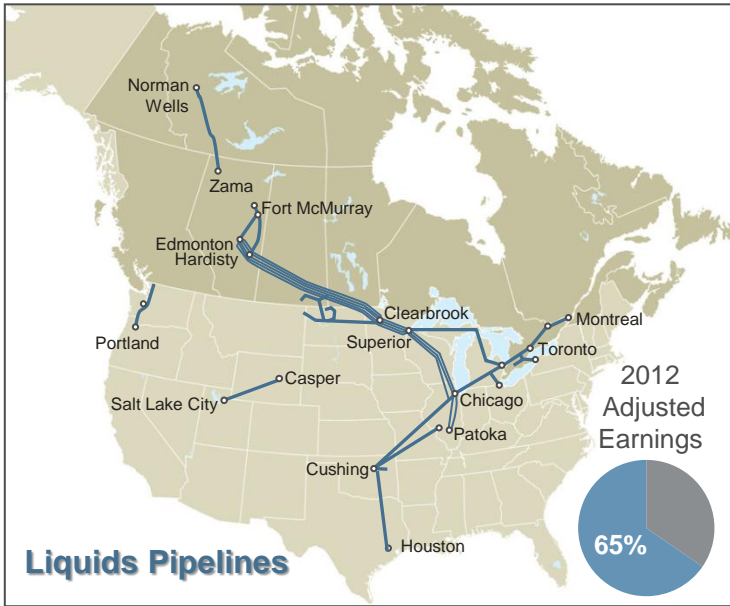 Norman
Wells
Zama
Fort McMurray
Edmonton
Hardisty
Clearbrook
Superior
Montreal
Toronto
Portland
Casper
Salt Lake City
Chicago
Patoka
Cushing
Houston
2012
Adjusted
Earnings
65%
Liquids Pipelines